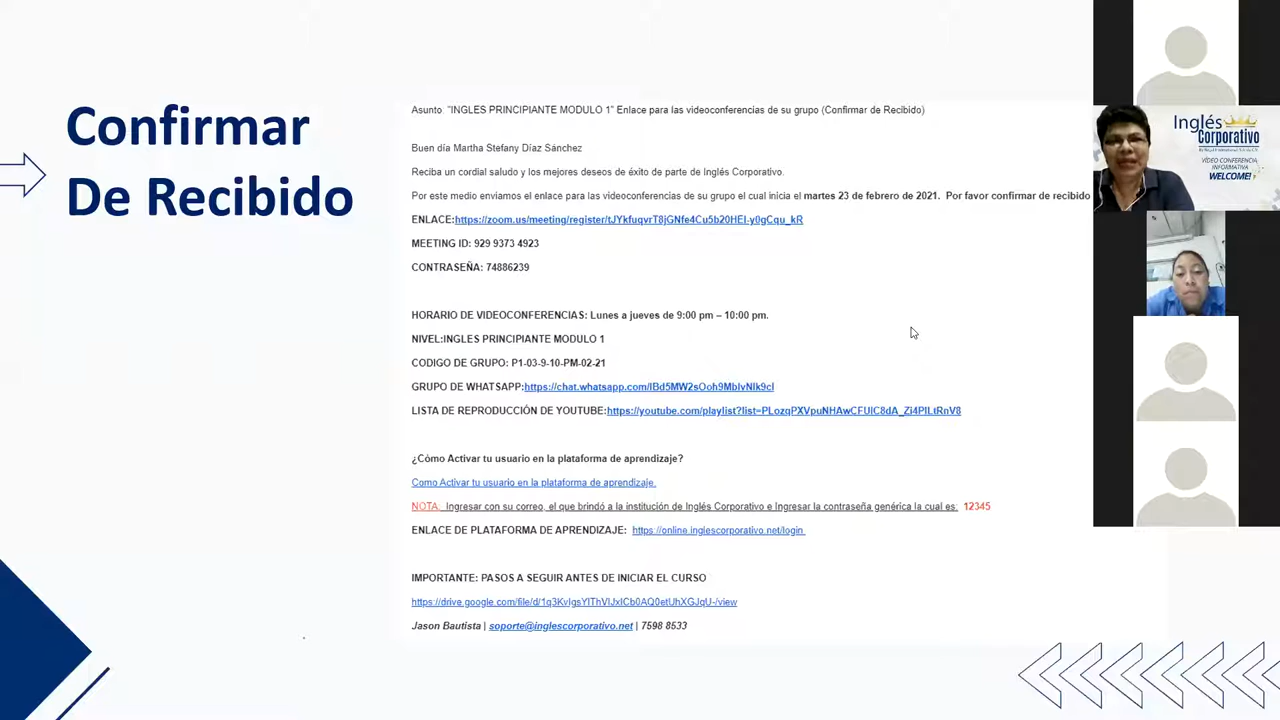 Confirmar
De Recibido
Asunto "INGLES PRINCIPIANTE MODULO 1" Enlace para las videoconferencias de su grupo (Confirmar de Recibido)
Buen día Martha Stefany Díaz Sánchez
Reciba un cordial saludo y los mejores deseos de éxito de parte de Inglés Corporativo.
Por este medio enviamos el enlace para las videoconferencias de su grupo el cual inicia el martes 23 de febrero de 2021. Por favor confirmar de recibido
ENLACE:https://zoom.us/meeting/register/tJYkfuqvrT8jGNfe4Cu5b20HEI-y0gCqu_kR
MEETING ID: 929 9373 4923
CONTRASEÑA: 74886239
HORARIO DE VIDEOCONFERENCIAS: Lunes a jueves de 9:00 pm – 10:00 pm.
NIVEL:INGLES PRINCIPIANTE MODULO 1
CODIGO DE GRUPO: P1-03-9-10-PM-02-21
GRUPO DE WHATSAPP:https://chat.whatsapp.com/IBd5MW2sOoh9MbIvNIk9cI
LISTA DE REPRODUCCIÓN DE YOUTUBE:https://youtube.com/playlist?list=PLozqPXVpuNHAwCFUIC8dA_Zi4PILtRnV8
¿Cómo Activar tu usuario en la plataforma de aprendizaje?
Como Activar tu usuario en la plataforma de aprendizaje.
NOTA: Ingresar con su correo, el que brindó a la institución de Inglés Corporativo e Ingresar la contraseña genérica la cual es: 12345
ENLACE DE PLATAFORMA DE APRENDIZAJE: https://online.inglescorporativo.net/login
IMPORTANTE: PASOS A SEGUIR ANTES DE INICIAR EL CURSO
https://drive.google.com/file/d/1q3KvIgsYIThVIJxICb0AQ0etUhXGJqU-/view
Jason Bautista | soporte@inglescorporativo.net | 7598 8533
Inglés
Corporativo
VIDEO CONFERENCIA
INFORMATIVA
WELCOME!